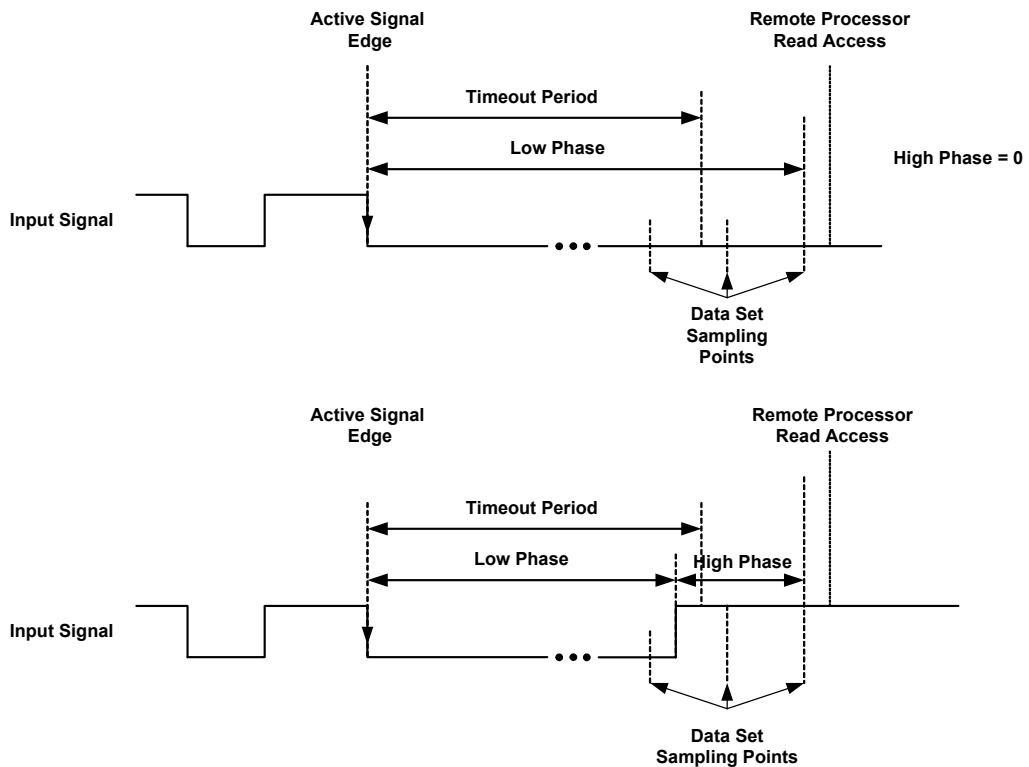 Active Signal
Edge
Remote Processor
Read Access
Timeout Period
Low Phase
High Phase = 0
Input Signal
Data Set
Sampling
Points
Active Signal
Edge
Remote Processor
Read Access
Timeout Period
Low Phase
High Phase
Input Signal
Data Set
Sampling Points